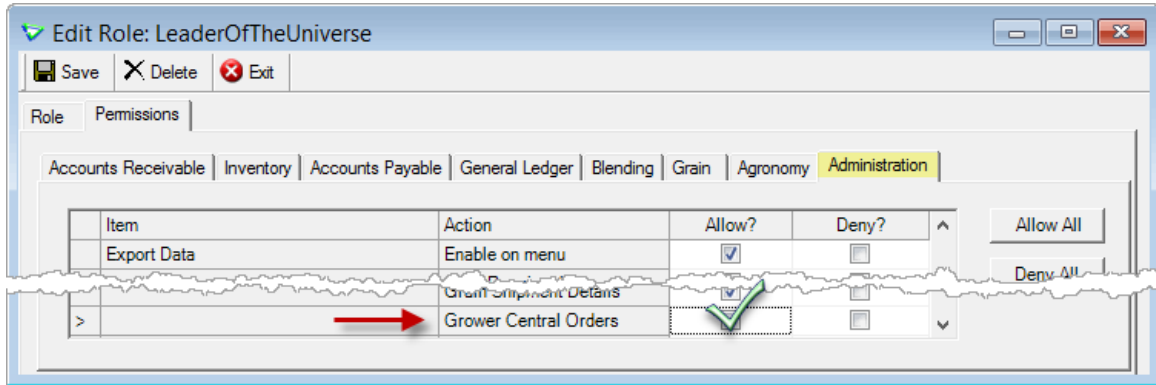 Edit Role: LeaderOfTheUniverse
Save Delete Exit
Role Permissions
Accounts Receivable Inventory Accounts Payable General Ledger Blending Grain Agronomy Administration
Item Action Allow? Deny? Allow All
Export Data Enable on menu
Deny All
Grain Shipment Details
> Grower Central Orders